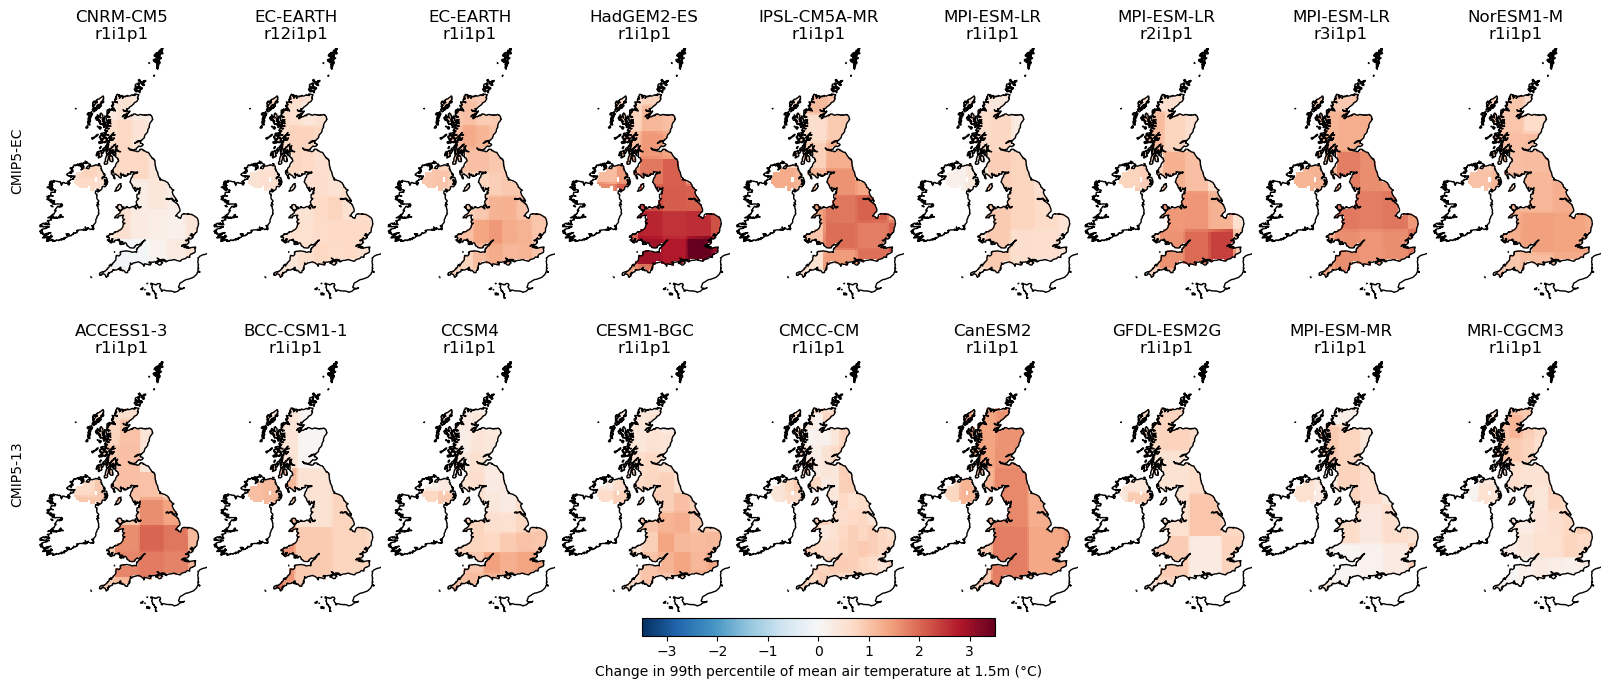 CNRM-CM5 EC-EARTH EC-EARTH HadGEM2-ES IPSL-CM5A-MR MPI-ESM-LR MPI-ESM-LR MPI-ESM-LR NorESM1-M
r1i1p1 r12i1p1 r1i1p1 r1i1p1 r1i1p1 r1i1p1 r2i1p1 r3i1p1 r1i1p1
CMIP5-EC
ACCESS1-3 BCC-CSM1-1 CCSM4 CESM1-BGC CMCC-CM CanESM2 GFDL-ESM2G MPI-ESM-MR MRI-CGCM3
r1i1p1 r1i1p1 r1i1p1 r1i1p1 r1i1p1 r1i1p1 r1i1p1 r1i1p1 r1i1p1
CMIP5-13
−3 −2 −1 0 1 2 3
Change in 99th percentile of mean air temperature at 1.5m (°C)